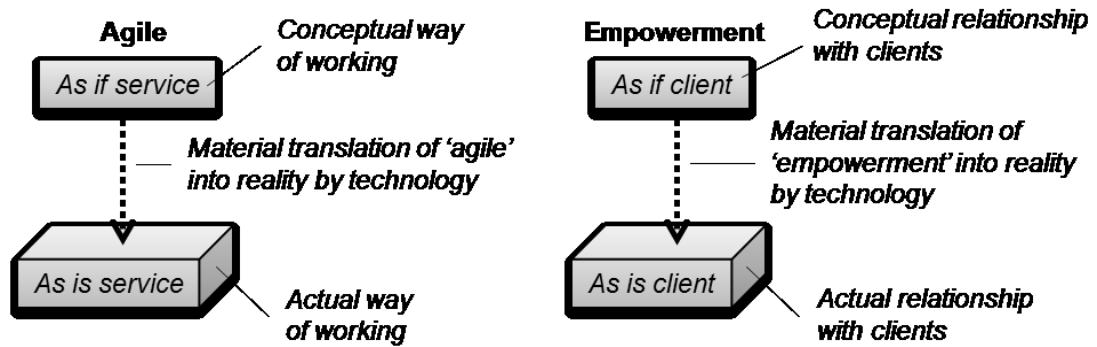 Agile
Conceptual way
of working
As if service
Material translation of ‘agile’
into reality by technology
As is service
Actual way
of working
Empowerment
Conceptual relationship
with clients
As if client
Material translation of
‘empowerment’ into reality
by technology
As is client
Actual relationship
with clients